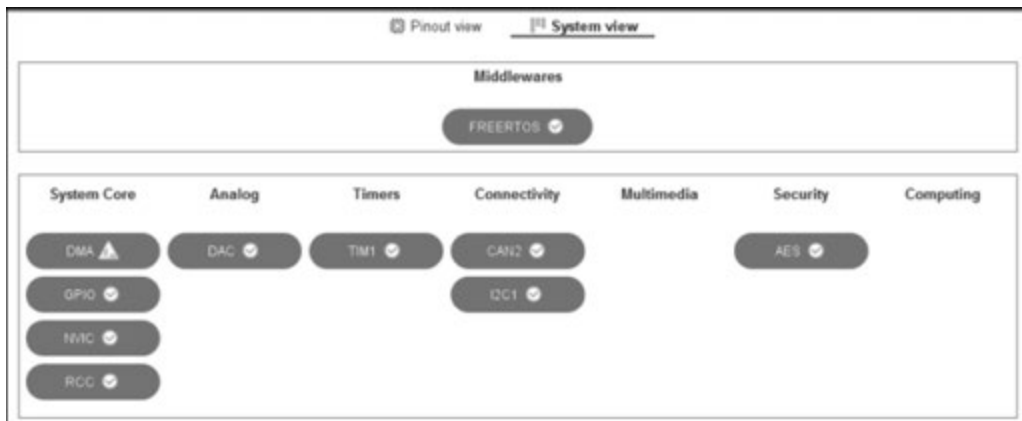 Pinout view System view
Middlewares
FREERTOS
System Core Analog Timers Connectivity Multimedia Security Computing
DMA DAC TIM1 CAN2 AES
GPIO I2C1
NVIC
RCC